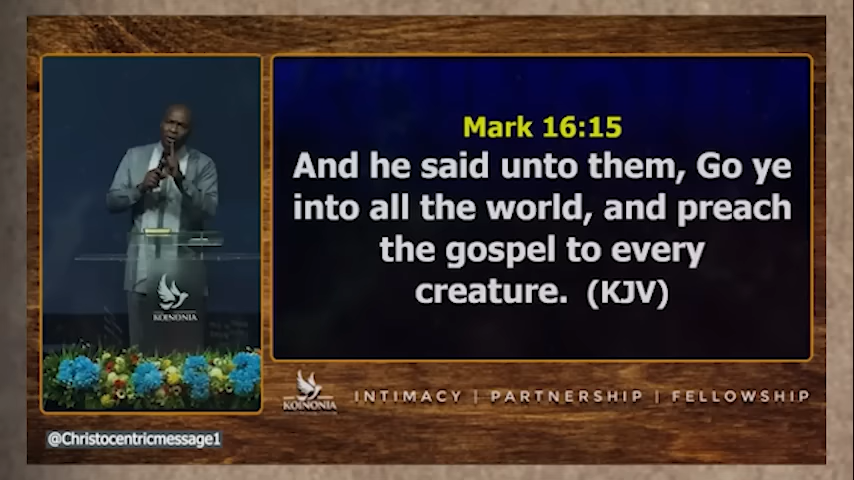 Mark 16:15
And he said unto them, Go ye
into all the world, and preach
the gospel to every
creature. (KJV)
KOINONIA
KOINONIA
INTIMACY | PARTNERSHIP | FELLOWSHIP
@Christocentricmessage1